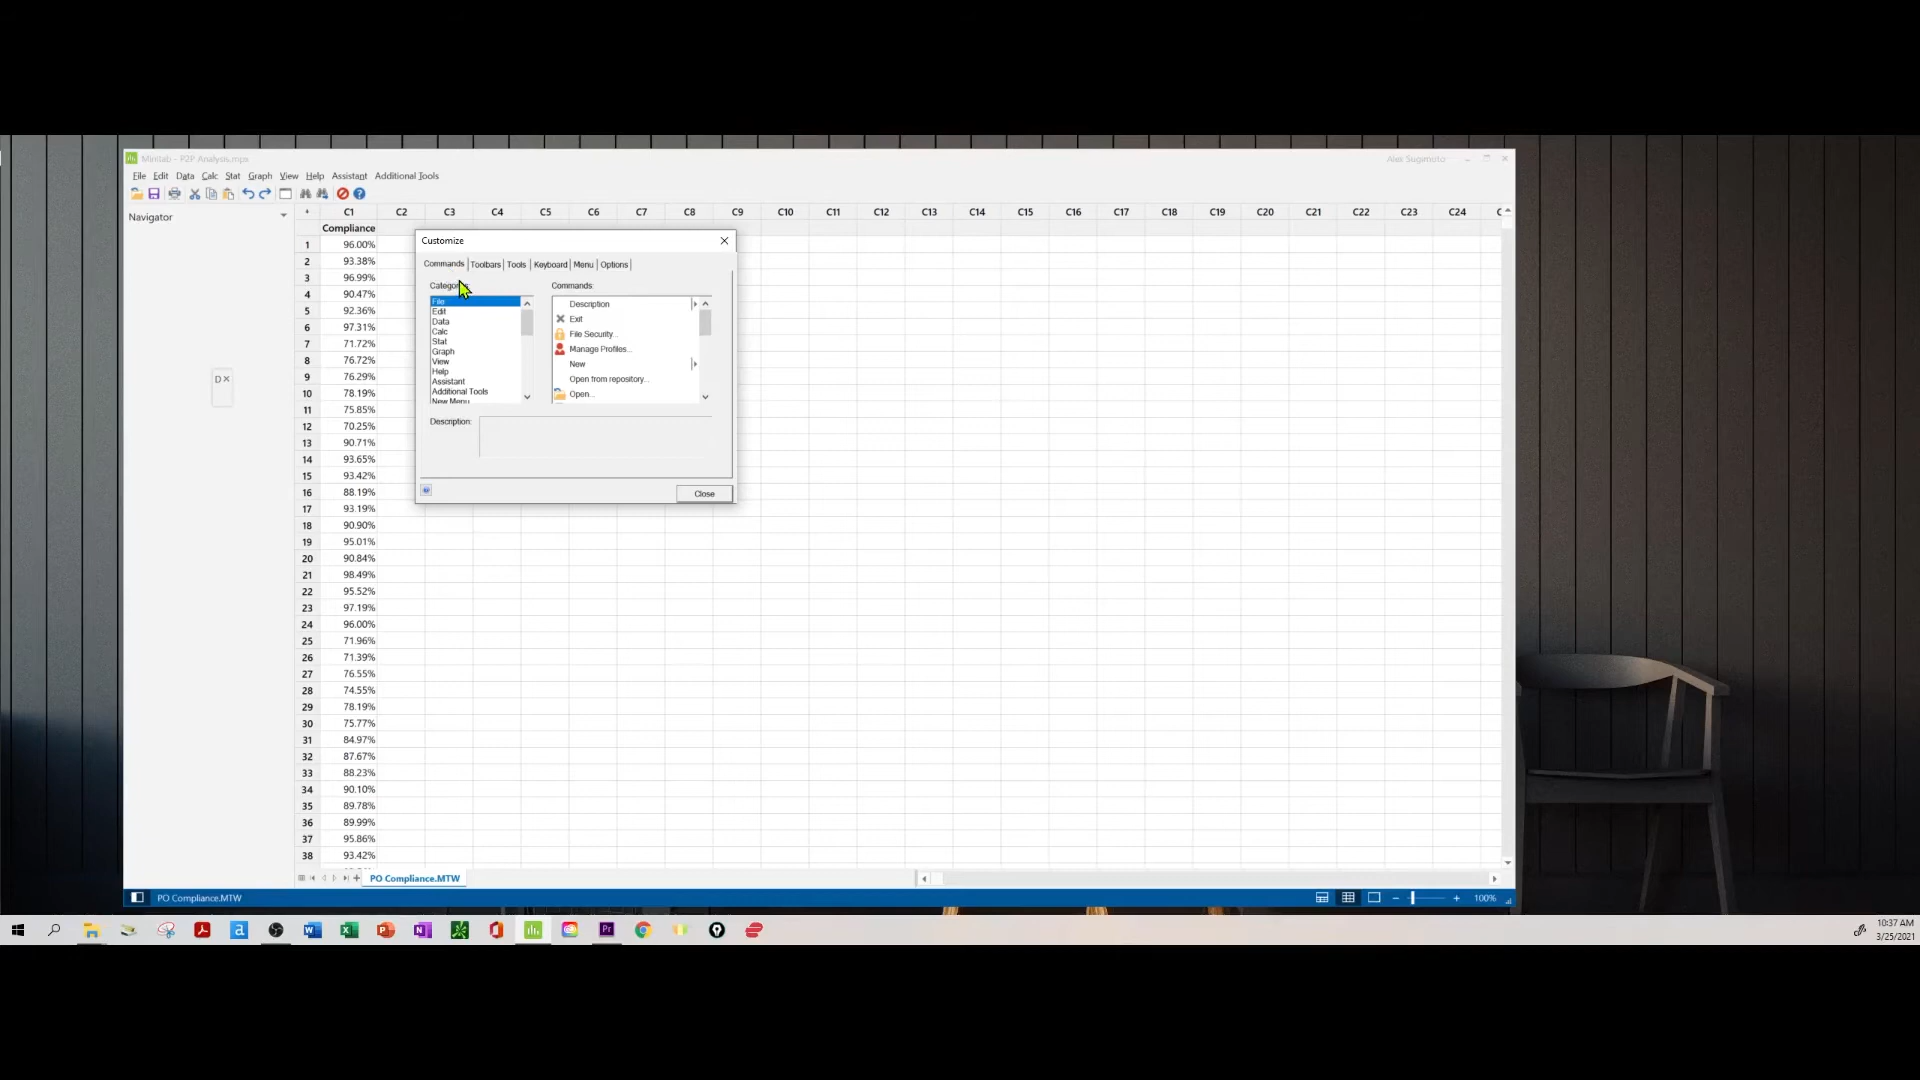 Minitab - P2P Analysis.mpx
Alex Sugimoto
File Edit Data Calc Stat Graph View Help Assistant Additional Tools
Navigator
C1 C2 C3 C4 C5 C6 C7 C8 C9 C10 C11 C12 C13 C14 C15 C16 C17 C18 C19 C20 C21 C22 C23 C24
Compliance
1 96.00%
2 93.38%
3 96.99%
4 90.47%
5 92.36%
6 97.31%
7 71.72%
8 76.72%
9 76.29%
10 78.19%
11 75.85%
12 70.25%
13 90.71%
14 93.65%
15 93.42%
16 88.19%
17 93.19%
18 90.90%
19 95.01%
20 90.84%
21 98.49%
22 95.52%
23 97.19%
24 96.00%
25 71.96%
26 71.39%
27 76.55%
28 74.55%
29 78.19%
30 75.77%
31 84.97%
32 87.67%
33 88.23%
34 90.10%
35 89.78%
36 89.99%
37 95.86%
38 93.42%
D
Customize
Commands Toolbars Tools Keyboard Menu Options
Commands:
File
Edit
Data
Calc
Stat
Graph
View
Help
Assistant
Additional Tools
New Menu
Description
Exit
File Security...
Manage Profiles...
New
Open from repository...
Open...
Description:
Close
PO Compliance.MTW
PO Compliance.MTW
100%
10:37 AM
3/25/2021